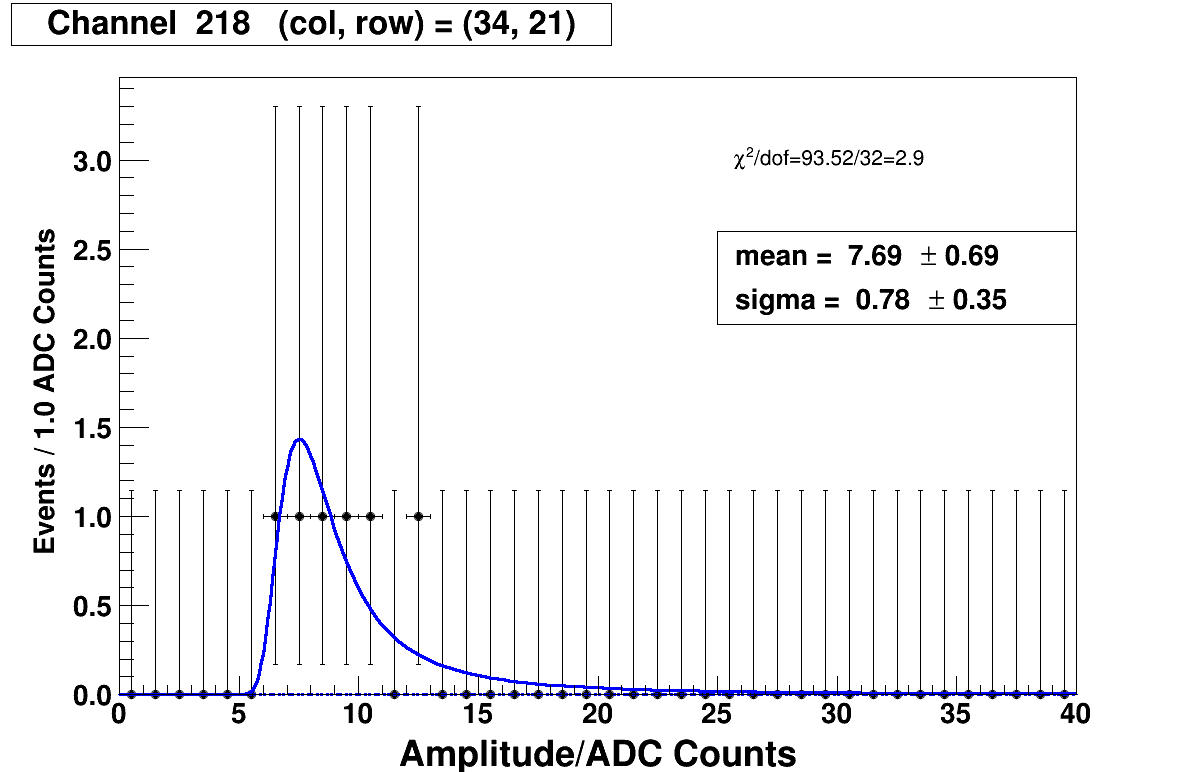 Channel 218 (col, row) = (34, 21)
χ²/dof=93.52/32=2.9
mean = 7.69 ± 0.69
sigma = 0.78 ± 0.35
Events / 1.0 ADC Counts
3.0
2.5
2.0
1.5
1.0
0.5
0.0
0 5 10 15 20 25 30 35 40
Amplitude/ADC Counts